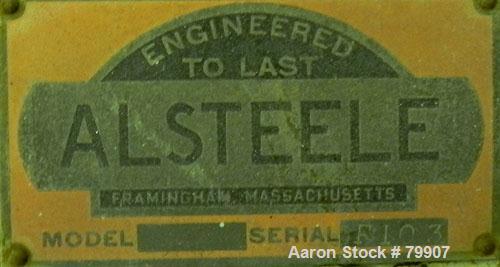 ENGINEERED
TO LAST
ALSTEELE
FRAMINGHAM, MASSACHUSETTS
MODEL SERIAL
Aaron Stock # 79907